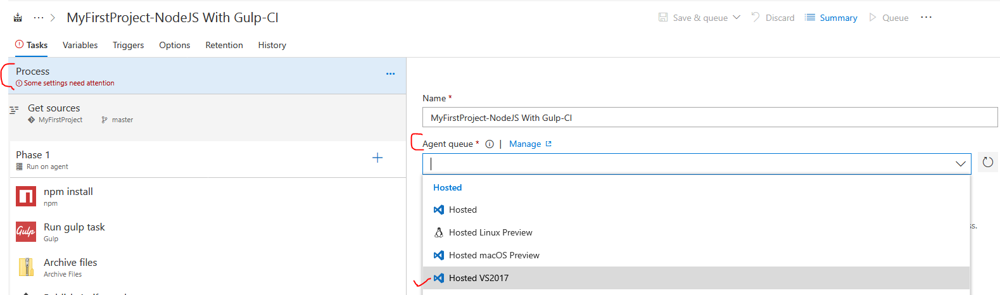 ··· > MyFirstProject-NodeJS With Gulp-CI
Save & queue Discard Summary Queue ···
Tasks Variables Triggers Options Retention History
Process
Some settings need attention
Get sources
MyFirstProject master
Phase 1
Run on agent
npm install
npm
Run gulp task
Gulp
Gulp
Archive files
Archive Files
Name *
MyFirstProject-NodeJS With Gulp-CI
Agent queue * | Manage
Hosted
Hosted
Hosted Linux Preview
Hosted macOS Preview
Hosted VS2017